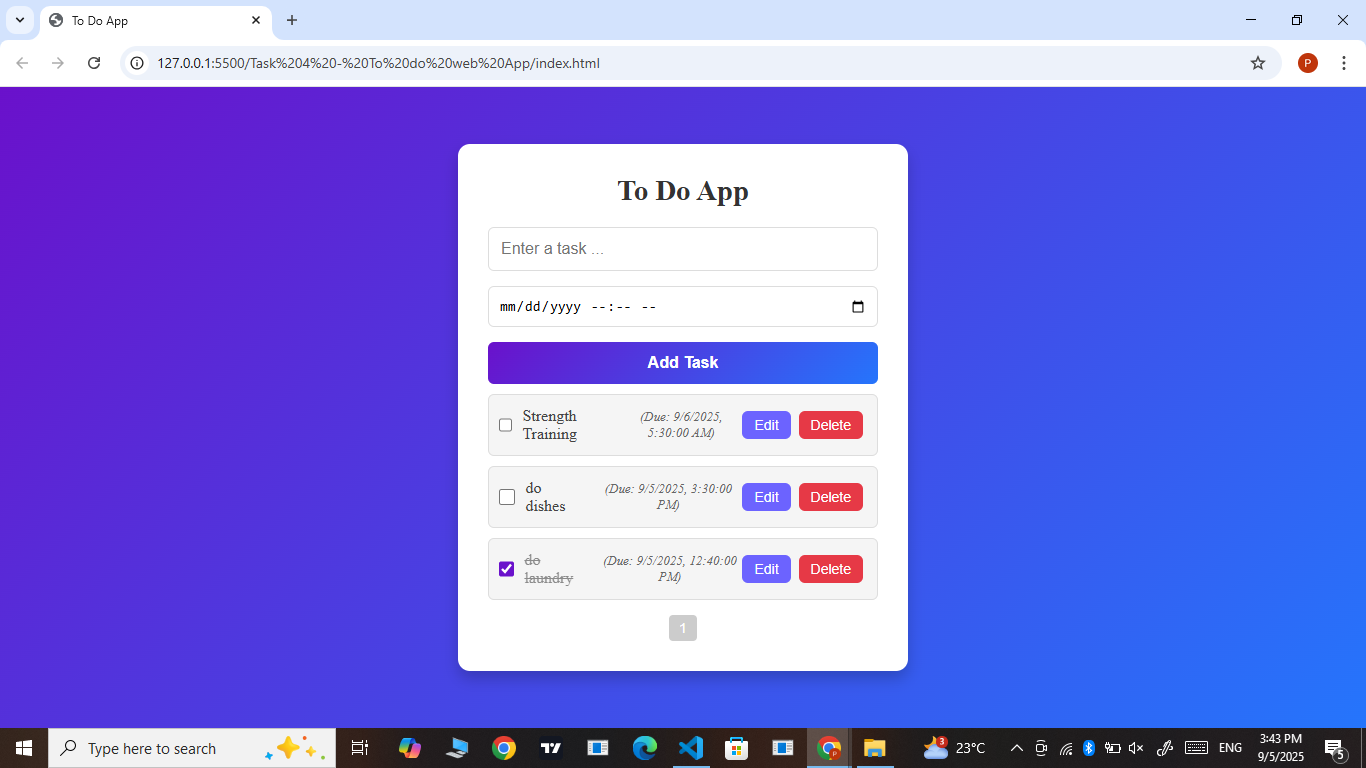 To Do App
127.0.0.1:5500/Task%204%20-%20To%20do%20web%20App/index.html
P
To Do App
Enter a task ...
mm/dd/yyyy --:-- --
Add Task
Strength
Training
(Due: 9/6/2025,
5:30:00 AM)
Edit
Delete
do
dishes
(Due: 9/5/2025, 3:30:00
PM)
Edit
Delete
do
laundry
(Due: 9/5/2025, 12:40:00
PM)
Edit
Delete
1
Type here to search
3
23°C
ENG
3:43 PM
9/5/2025
5